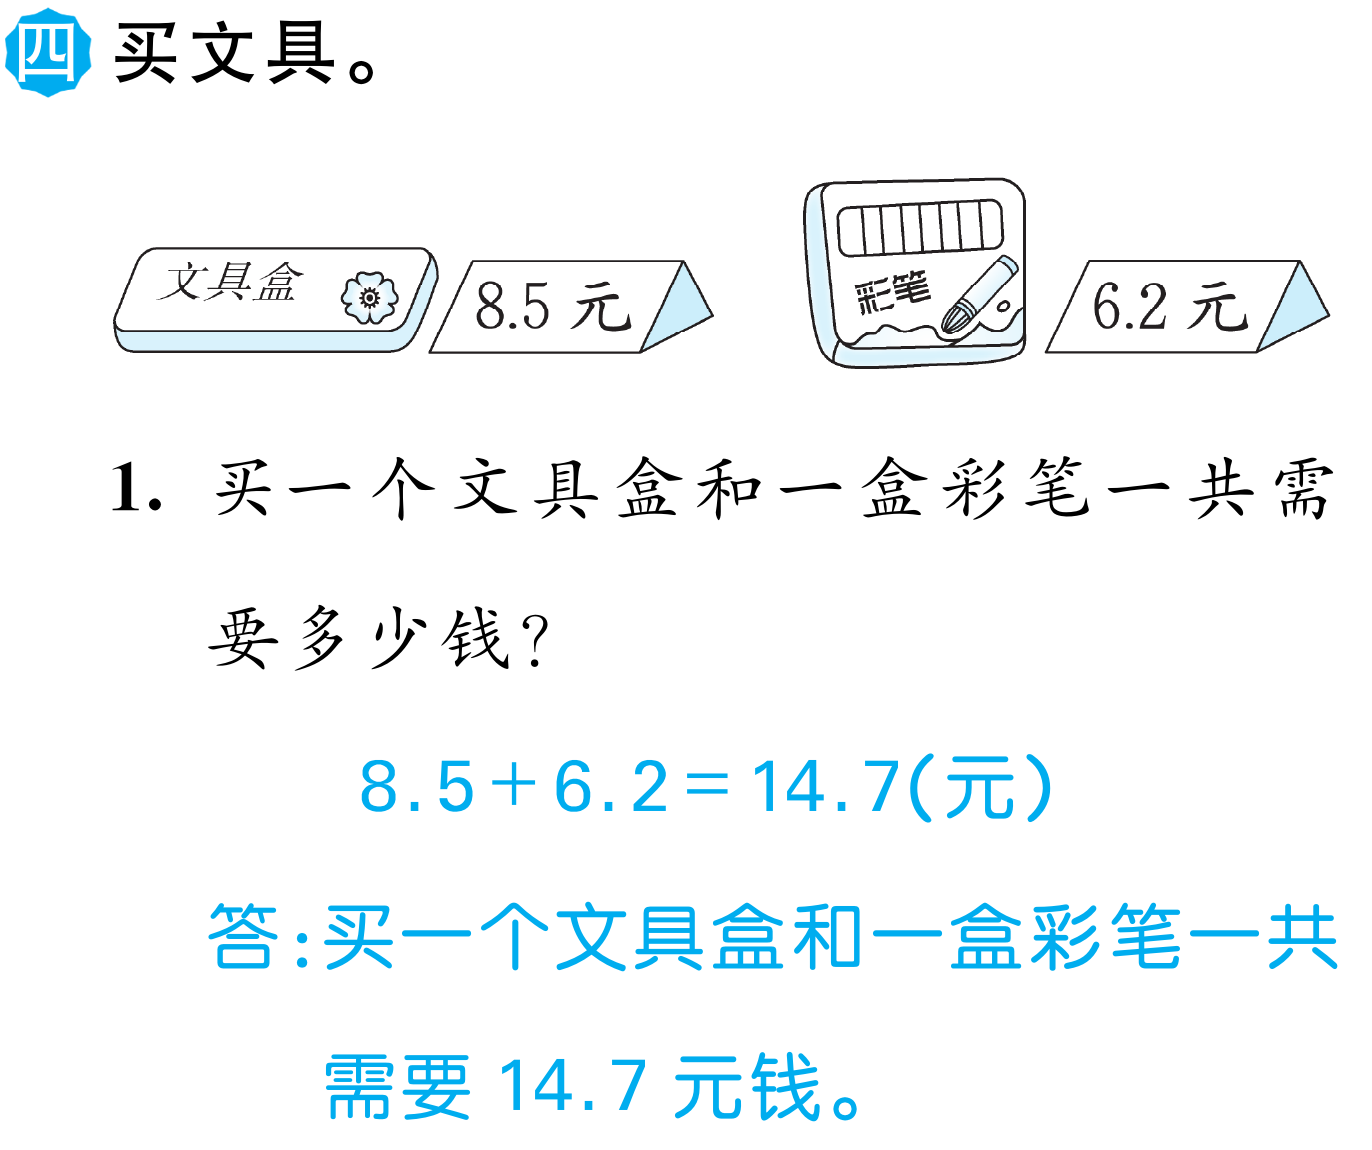 四 买文具。
文具盒 8.5 元 彩笔 6.2 元
1. 买一个文具盒和一盒彩笔一共需
要多少钱?
8.5+6.2=14.7(元)
答:买一个文具盒和一盒彩笔一共
需要 14.7 元钱。